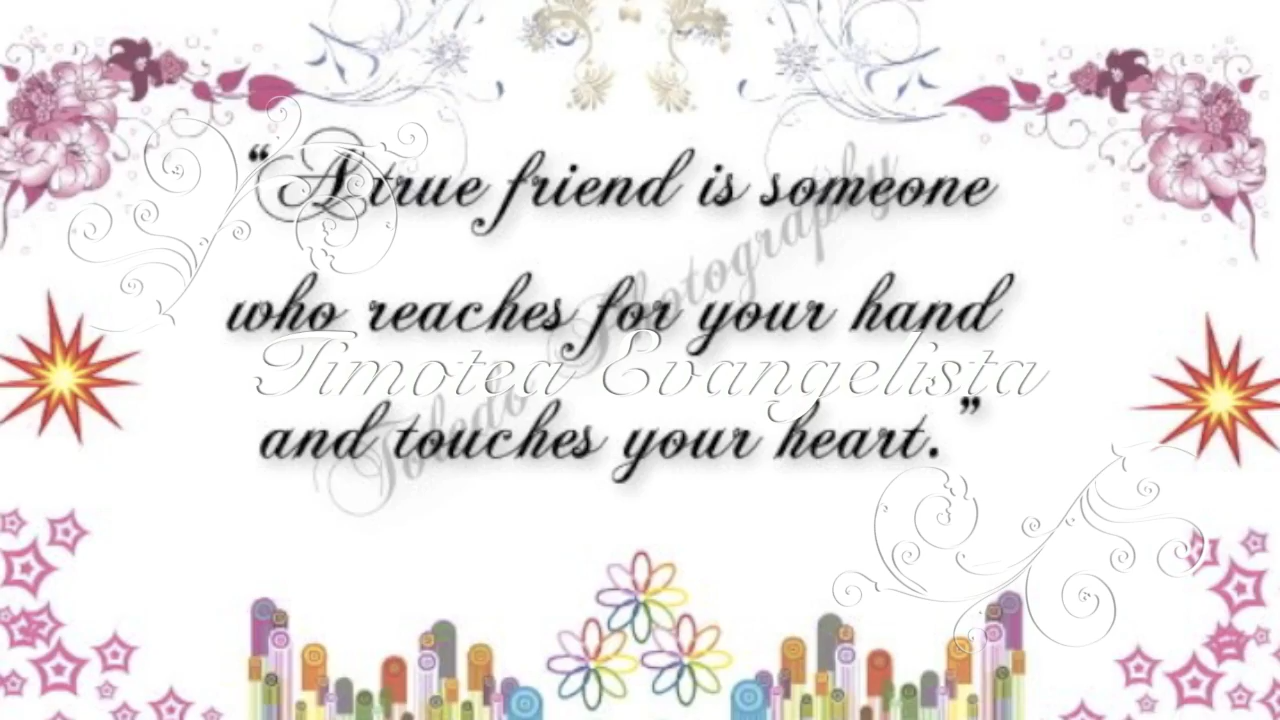 “A true friend is someone
who reaches for your hand
Timotea Evangelista
and touches your heart.”
Toledo Photography